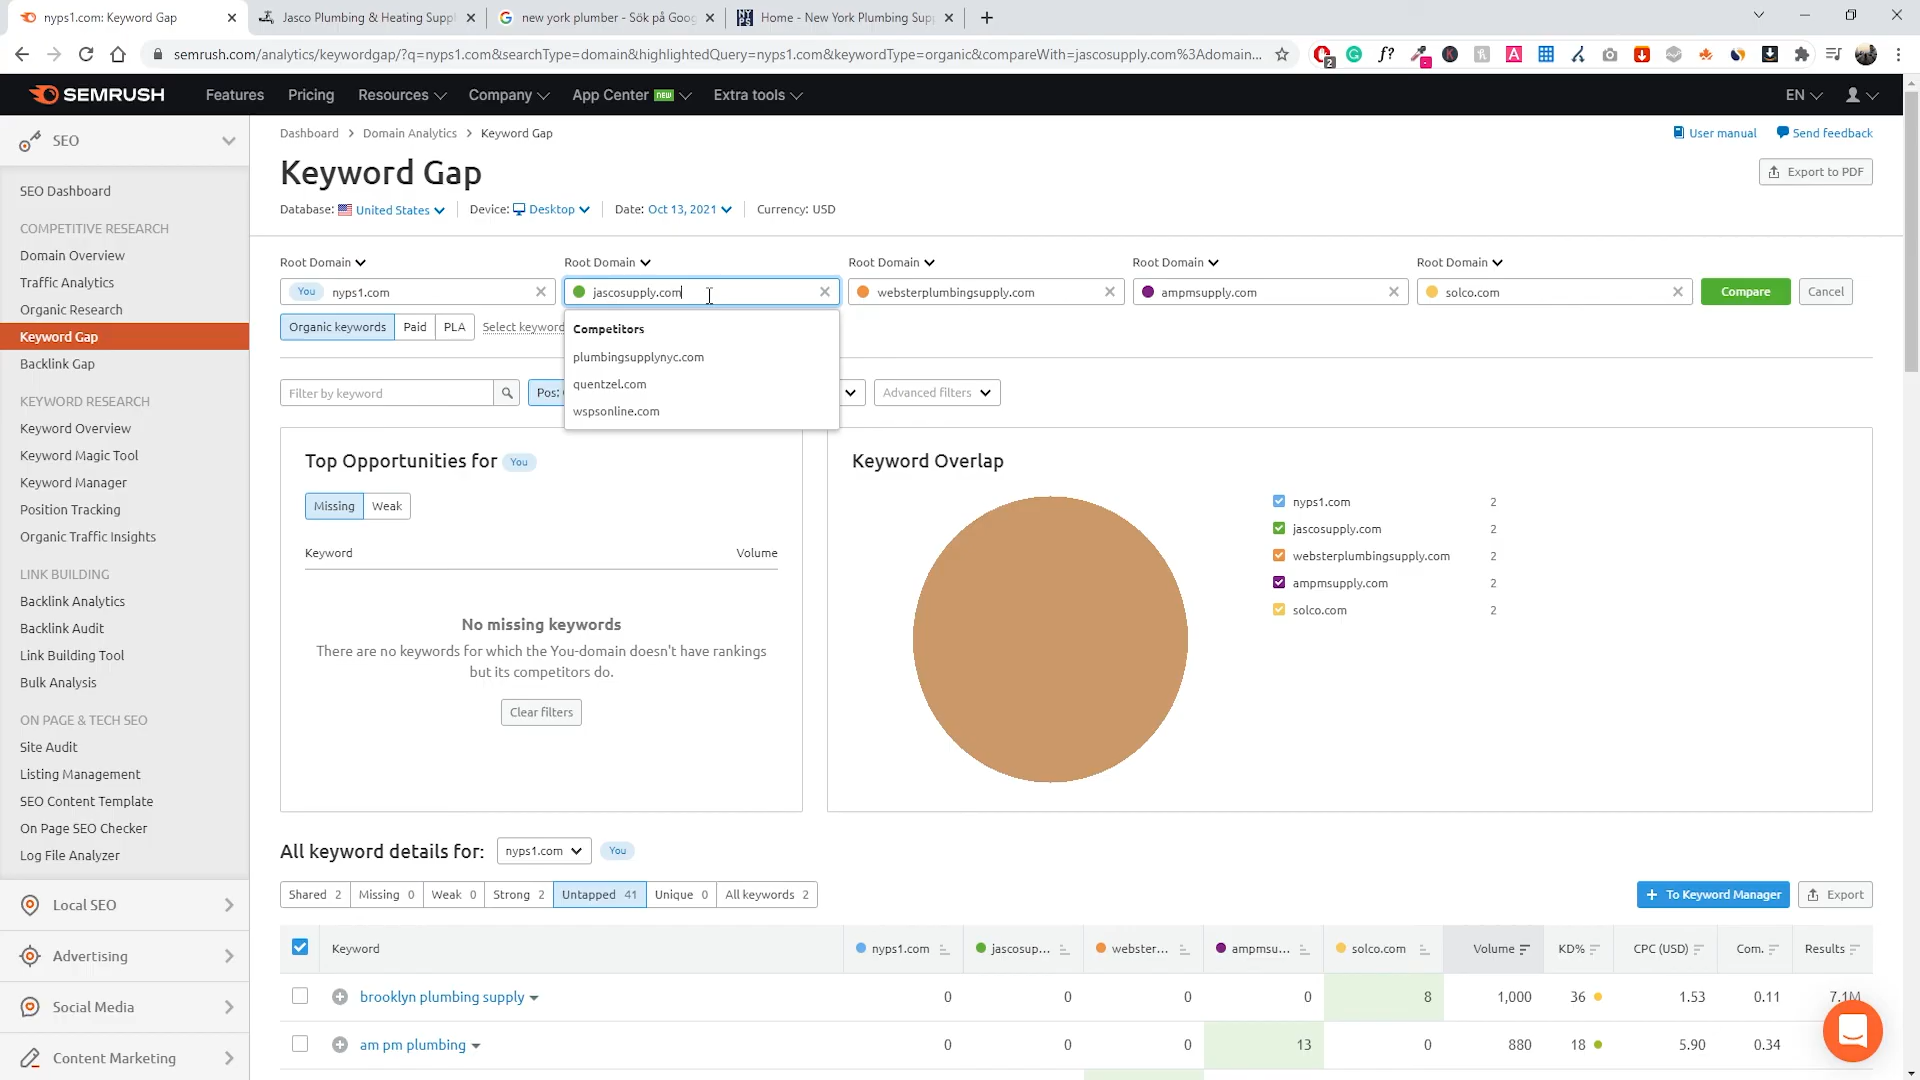 nyps1.com: Keyword Gap
Jasco Plumbing & Heating Suppl
new york plumber - Sök på Goog
Home - New York Plumbing Supp
semrush.com/analytics/keywordgap/?q=nyps1.com&searchType=domain&highlightedQuery=nyps1.com&keywordType=organic&compareWith=jascosupply.com%3Adomain...
SEMRUSH
Features
Pricing
Resources
Company
App Center NEW
Extra tools
EN
SEO
SEO Dashboard
COMPETITIVE RESEARCH
Domain Overview
Traffic Analytics
Organic Research
Keyword Gap
Backlink Gap
KEYWORD RESEARCH
Keyword Overview
Keyword Magic Tool
Keyword Manager
Position Tracking
Organic Traffic Insights
LINK BUILDING
Backlink Analytics
Backlink Audit
Link Building Tool
Bulk Analysis
ON PAGE & TECH SEO
Site Audit
Listing Management
SEO Content Template
On Page SEO Checker
Log File Analyzer
Local SEO
Advertising
Social Media
Content Marketing
Dashboard > Domain Analytics > Keyword Gap
User manual
Send feedback
Keyword Gap
Export to PDF
Database: United States
Device: Desktop
Date: Oct 13, 2021
Currency: USD
Root Domain
Root Domain
Root Domain
Root Domain
Root Domain
You nyps1.com
jascosupply.com
websterplumbingsupply.com
ampmsupply.com
solco.com
Compare
Cancel
Organic keywords
Paid
PLA
Select keyword
Competitors
plumbingsupplynyc.com
quentzel.com
wspsonline.com
Filter by keyword
Pos:
Advanced filters
Top Opportunities for You
Missing
Weak
Keyword
Volume
No missing keywords
There are no keywords for which the You-domain doesn't have rankings
but its competitors do.
Clear filters
Keyword Overlap
nyps1.com 2
jascosupply.com 2
websterplumbingsupply.com 2
ampmsupply.com 2
solco.com 2
All keyword details for: nyps1.com You
Shared 2
Missing 0
Weak 0
Strong 2
Untapped 41
Unique 0
All keywords 2
+ To Keyword Manager
Export
Keyword
nyps1.com
jascosup...
webster...
ampmsu...
solco.com
Volume
KD%
CPC (USD)
Com.
Results
brooklyn plumbing supply 0 0 0 0 8 1,000 36 1.53 0.11 7.1M
am pm plumbing 0 0 0 13 0 880 18 5.90 0.34